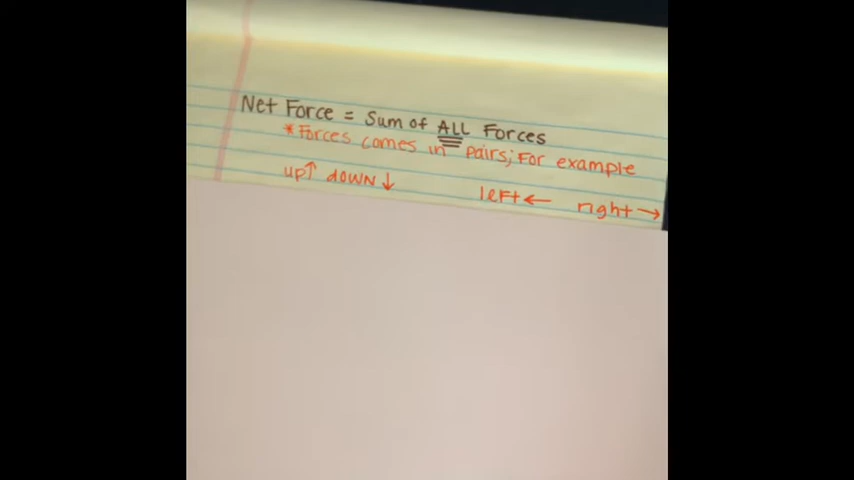 Net Force = Sum of ALL Forces
*Forces comes in pairs; For example
up↑ down↓ left← right→